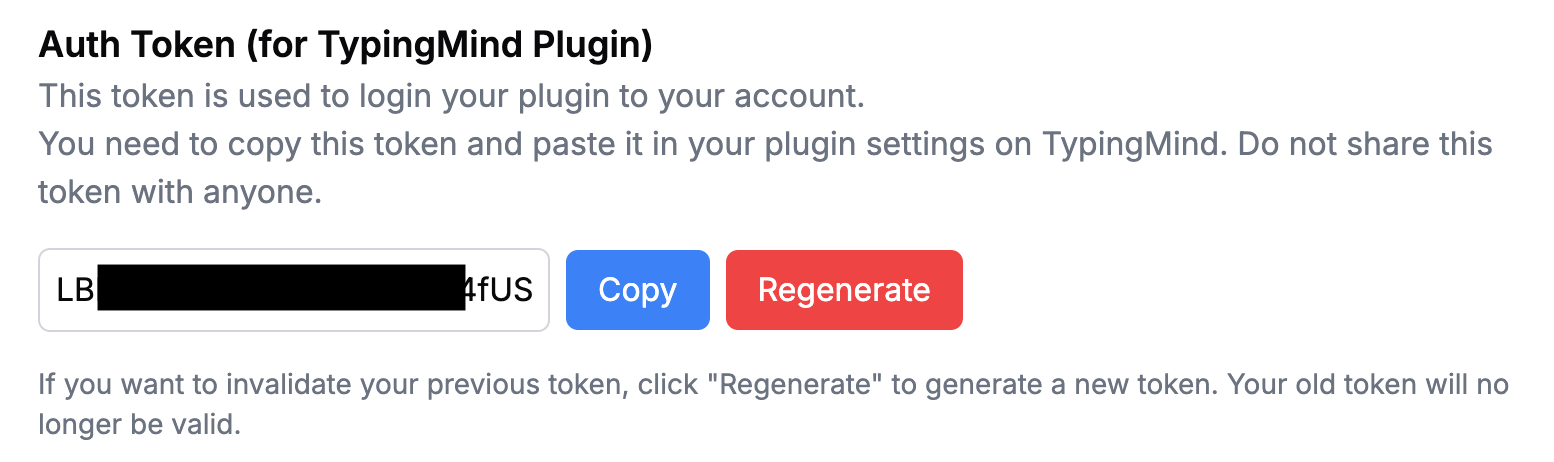 Auth Token (for TypingMind Plugin)
This token is used to login your plugin to your account.
You need to copy this token and paste it in your plugin settings on TypingMind. Do not share this
token with anyone.
LB 4fUS Copy Regenerate
If you want to invalidate your previous token, click "Regenerate" to generate a new token. Your old token will no
longer be valid.